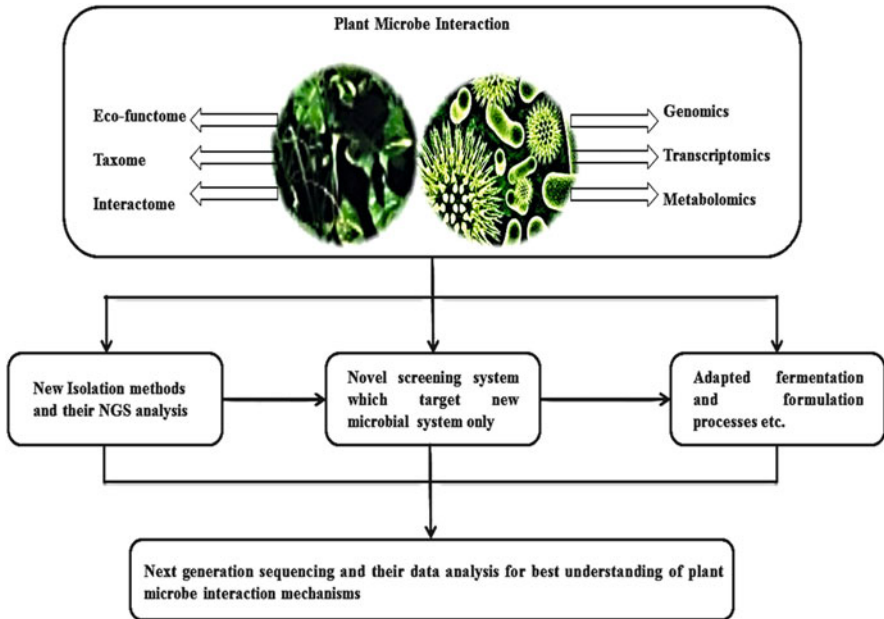 Plant Microbe Interaction
Eco-functome
Taxome
Interactome
Genomics
Transcriptomics
Metabolomics
New Isolation methods
and their NGS analysis
Novel screening system
which target new
microbial system only
Adapted fermentation
and formulation
processes etc.
Next generation sequencing and their data analysis for best understanding of plant
microbe interaction mechanisms